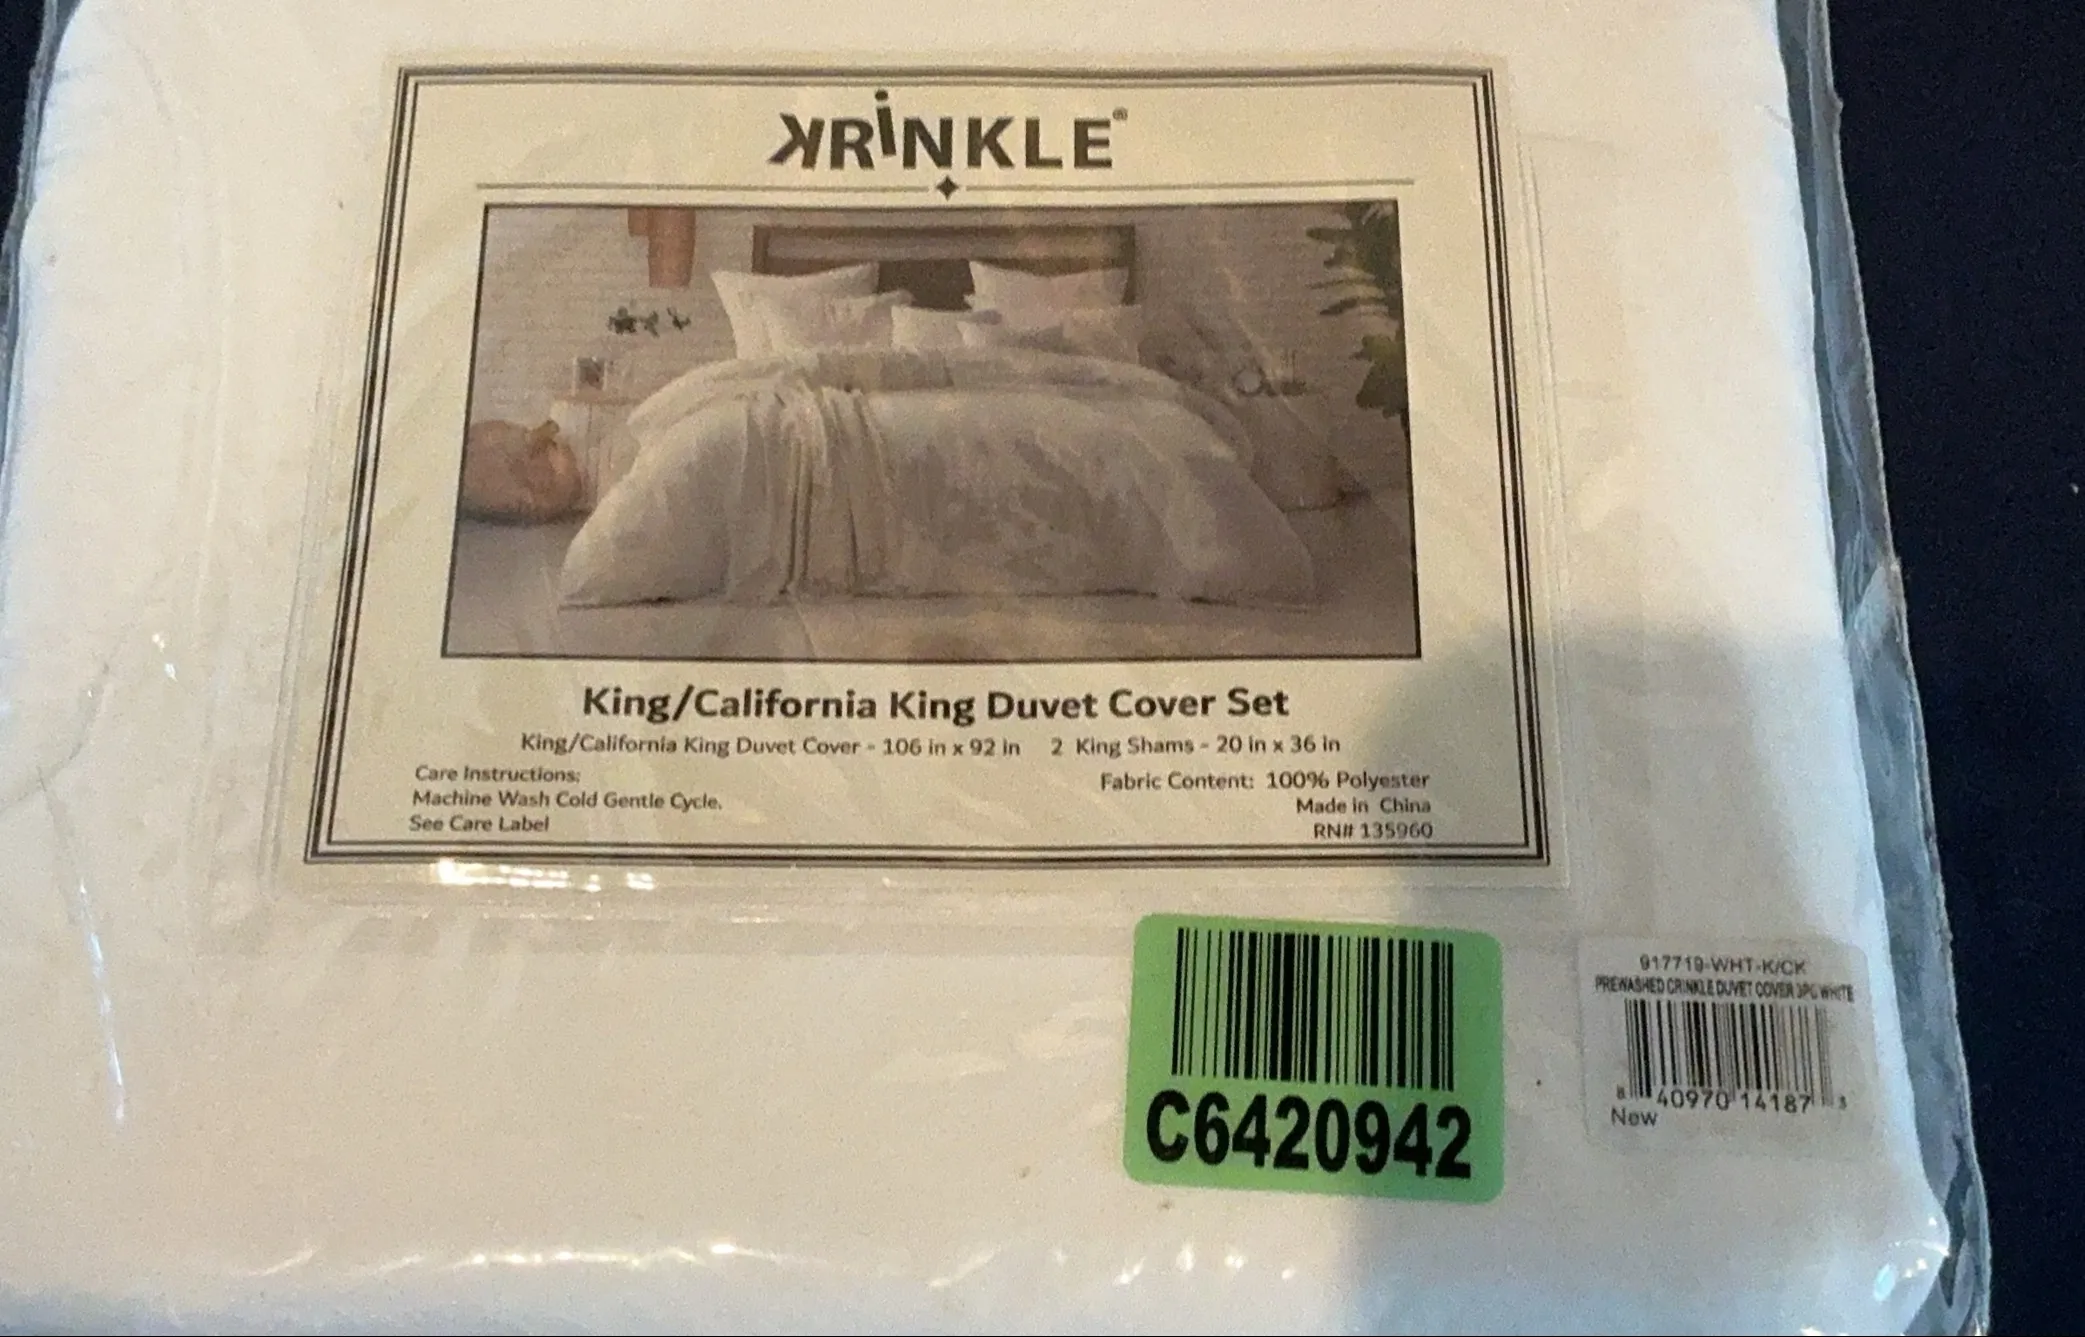 KRINKLE®
King/California King Duvet Cover Set
King/California King Duvet Cover - 106 in x 92 in 2 King Shams - 20 in x 36 in
Care Instructions:
Machine Wash Cold Gentle Cycle.
See Care Label
Fabric Content: 100% Polyester
Made in China
RN# 135960
C6420942
917719-WHT-K/CK
PREWASHED CRINKLE DUVET COVER 3PC WHITE
8 40970 14187 3
New